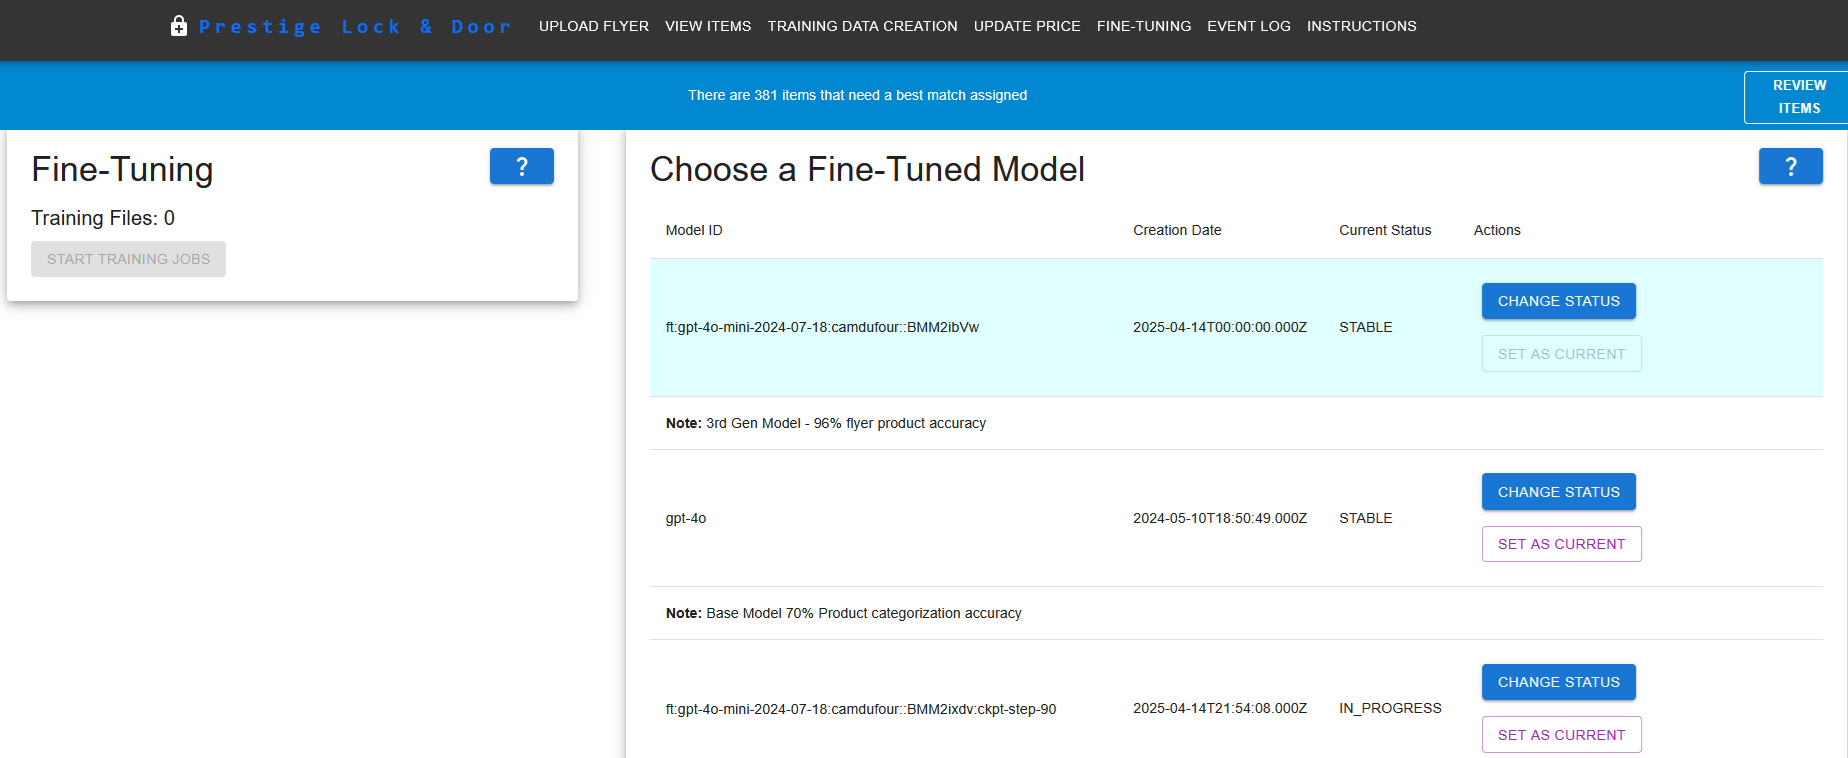 Prestige Lock & Door UPLOAD FLYER VIEW ITEMS TRAINING DATA CREATION UPDATE PRICE FINE-TUNING EVENT LOG INSTRUCTIONS
There are 381 items that need a best match assigned
REVIEW
ITEMS
Fine-Tuning ?
Training Files: 0
START TRAINING JOBS
Choose a Fine-Tuned Model ?
Model ID Creation Date Current Status Actions
ft:gpt-4o-mini-2024-07-18:camdufour::BMM2ibVw 2025-04-14T00:00:00.000Z STABLE
CHANGE STATUS
SET AS CURRENT
Note: 3rd Gen Model - 96% flyer product accuracy
gpt-4o 2024-05-10T18:50:49.000Z STABLE
CHANGE STATUS
SET AS CURRENT
Note: Base Model 70% Product categorization accuracy
ft:gpt-4o-mini-2024-07-18:camdufour::BMM2ixdv:ckpt-step-90 2025-04-14T21:54:08.000Z IN_PROGRESS
CHANGE STATUS
SET AS CURRENT